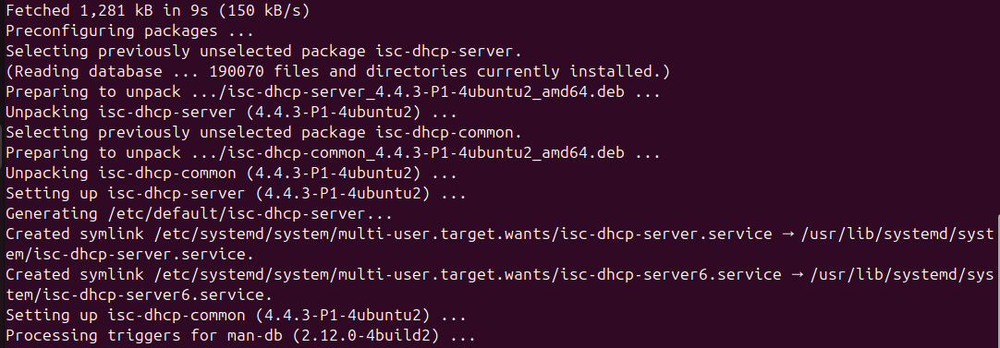 Fetched 1,281 kB in 9s (150 kB/s)
Preconfiguring packages ...
Selecting previously unselected package isc-dhcp-server.
(Reading database ... 190070 files and directories currently installed.)
Preparing to unpack .../isc-dhcp-server_4.4.3-P1-4ubuntu2_amd64.deb ...
Unpacking isc-dhcp-server (4.4.3-P1-4ubuntu2) ...
Selecting previously unselected package isc-dhcp-common.
Preparing to unpack .../isc-dhcp-common_4.4.3-P1-4ubuntu2_amd64.deb ...
Unpacking isc-dhcp-common (4.4.3-P1-4ubuntu2) ...
Setting up isc-dhcp-server (4.4.3-P1-4ubuntu2) ...
Generating /etc/default/isc-dhcp-server...
Created symlink /etc/systemd/system/multi-user.target.wants/isc-dhcp-server.service → /usr/lib/systemd/syst
em/isc-dhcp-server.service.
Created symlink /etc/systemd/system/multi-user.target.wants/isc-dhcp-server6.service → /usr/lib/systemd/sys
tem/isc-dhcp-server6.service.
Setting up isc-dhcp-common (4.4.3-P1-4ubuntu2) ...
Processing triggers for man-db (2.12.0-4build2) ...